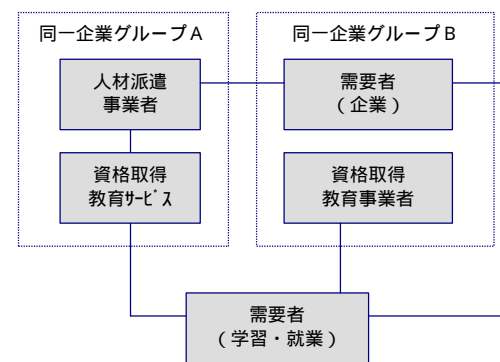 同一企業グループA
同一企業グループB
人材派遣
事業者
需要者
（企業）
資格取得
教育ｻｰﾋﾞｽ
資格取得
教育事業者
需要者
（学習・就業）